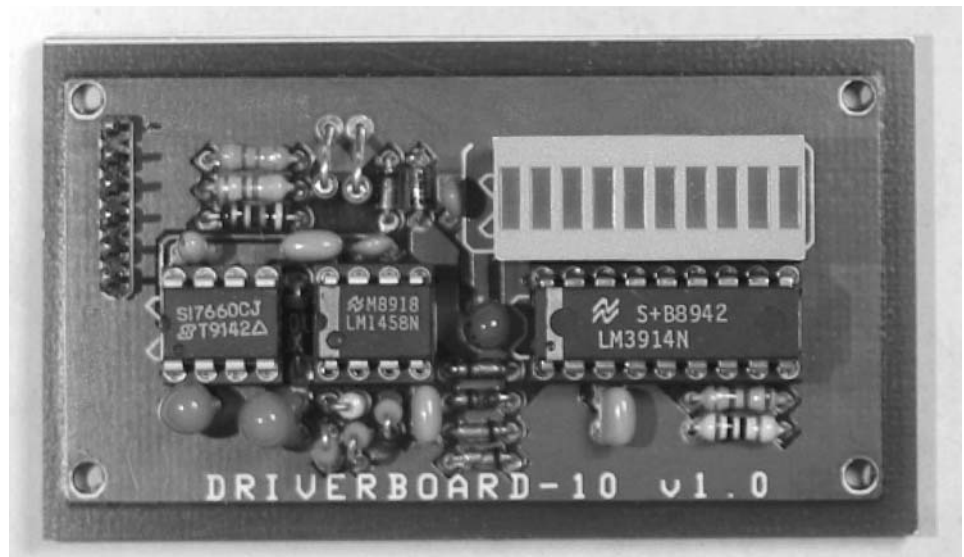 SI7660CJ
T9142
M8918
LM1458N
S+B8942
LM3914N
DRIVERBOARD-10 v1.0